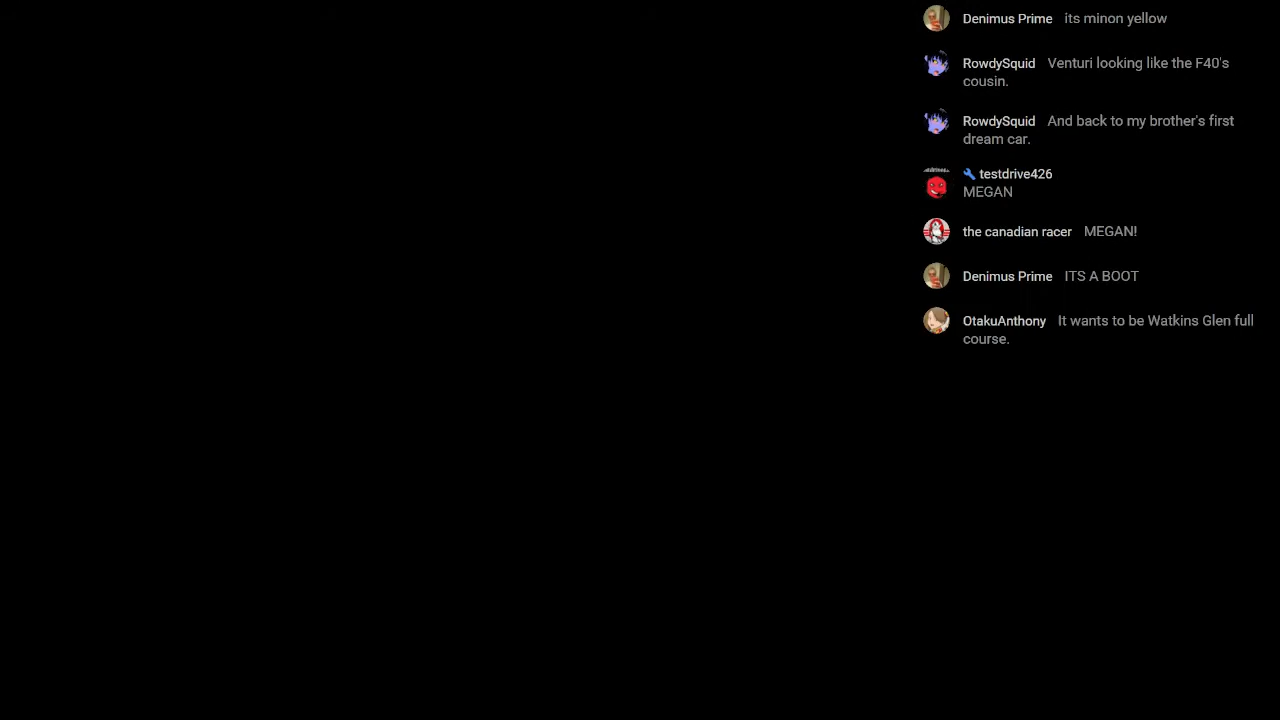 Denimus Prime its minon yellow
RowdySquid Venturi looking like the F40's
cousin.
RowdySquid And back to my brother's first
dream car.
testdrive426
MEGAN
the canadian racer MEGAN!
Denimus Prime ITS A BOOT
OtakuAnthony It wants to be Watkins Glen full
course.